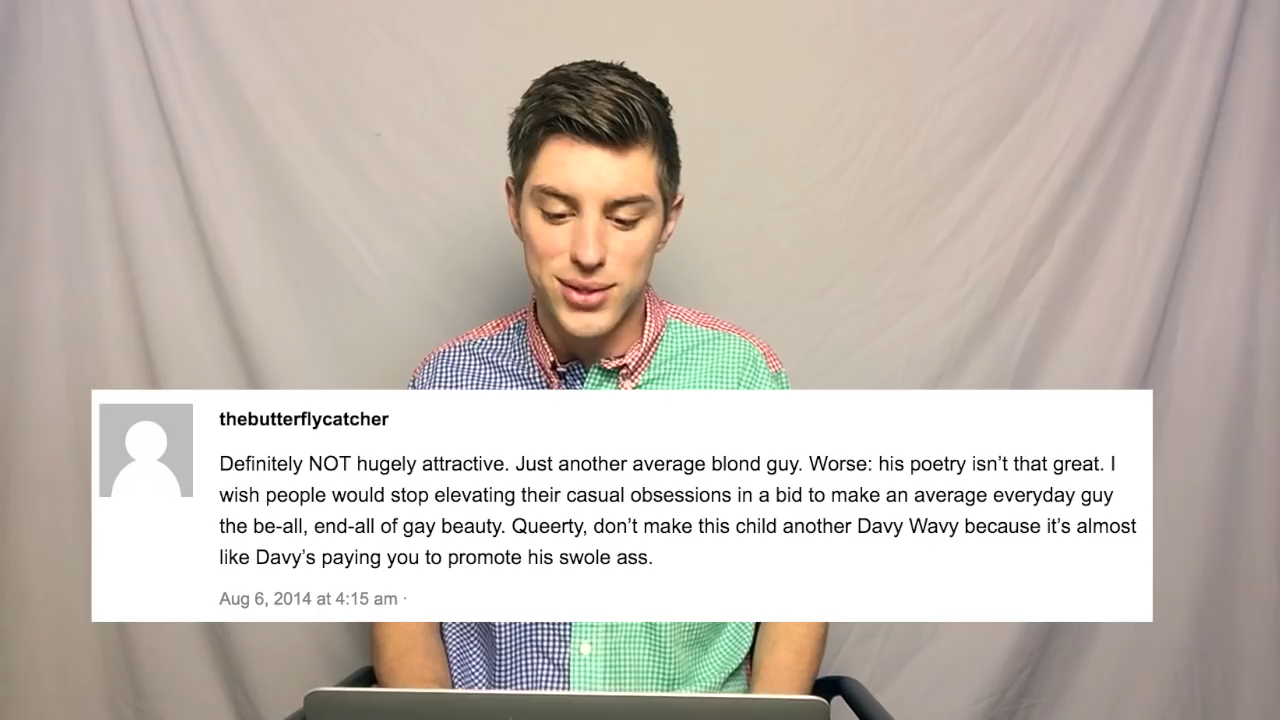 thebutterflycatcher
Definitely NOT hugely attractive. Just another average blond guy. Worse: his poetry isn’t that great. I
wish people would stop elevating their casual obsessions in a bid to make an average everyday guy
the be-all, end-all of gay beauty. Queerty, don’t make this child another Davy Wavy because it’s almost
like Davy’s paying you to promote his swole ass.
Aug 6, 2014 at 4:15 am ·